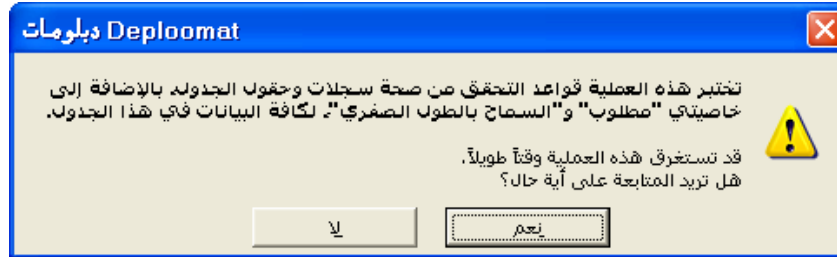 دبلومات Deploomat
تختبر هذه العملية قواعد التحقق من صحة سجلات وحقول الجدول، بالإضافة إلى
خاصيتي "مطلوب" و"السماح بالطول الصفري"، لكافة البيانات في هذا الجدول.
قد تستغرق هذه العملية وقتاً طويلاً.
هل تريد المتابعة على أية حال؟
نعم
لا